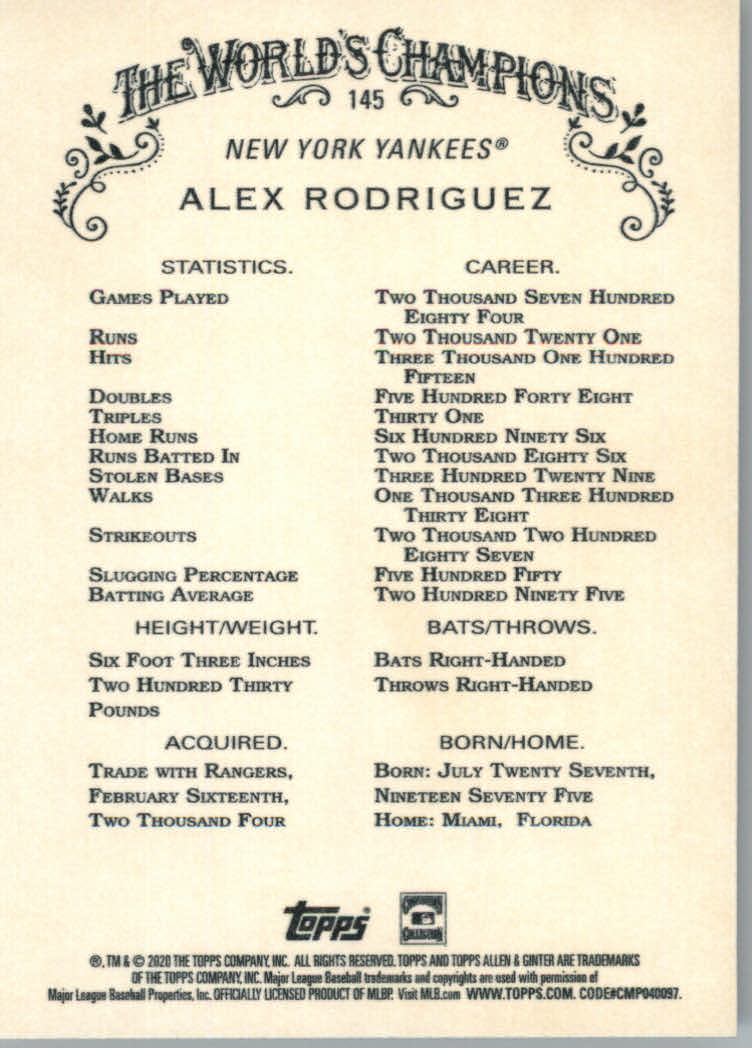 THE WORLD'S CHAMPIONS
145
NEW YORK YANKEES®
ALEX RODRIGUEZ
STATISTICS. CAREER.
GAMES PLAYED TWO THOUSAND SEVEN HUNDRED
EIGHTY FOUR
RUNS TWO THOUSAND TWENTY ONE
HITS THREE THOUSAND ONE HUNDRED
FIFTEEN
DOUBLES FIVE HUNDRED FORTY EIGHT
TRIPLES THIRTY ONE
HOME RUNS SIX HUNDRED NINETY SIX
RUNS BATTED IN TWO THOUSAND EIGHTY SIX
STOLEN BASES THREE HUNDRED TWENTY NINE
WALKS ONE THOUSAND THREE HUNDRED
THIRTY EIGHT
STRIKEOUTS TWO THOUSAND TWO HUNDRED
EIGHTY SEVEN
SLUGGING PERCENTAGE FIVE HUNDRED FIFTY
BATTING AVERAGE TWO HUNDRED NINETY FIVE
HEIGHT/WEIGHT. BATS/THROWS.
SIX FOOT THREE INCHES BATS RIGHT-HANDED
TWO HUNDRED THIRTY THROWS RIGHT-HANDED
POUNDS
ACQUIRED. BORN/HOME.
TRADE WITH RANGERS, BORN: JULY TWENTY SEVENTH,
FEBRUARY SIXTEENTH, NINETEEN SEVENTY FIVE
TWO THOUSAND FOUR HOME: MIAMI, FLORIDA
Topps
COLLECTION
®, TM & © 2020 THE TOPPS COMPANY, INC. ALL RIGHTS RESERVED. TOPPS AND TOPPS ALLEN & GINTER ARE TRADEMARKS
OF THE TOPPS COMPANY, INC. Major League Baseball trademarks and copyrights are used with permission of
Major League Baseball Properties, Inc. OFFICIALLY LICENSED PRODUCT OF MLBP. Visit MLB.com WWW.TOPPS.COM. CODE#CMP040097.